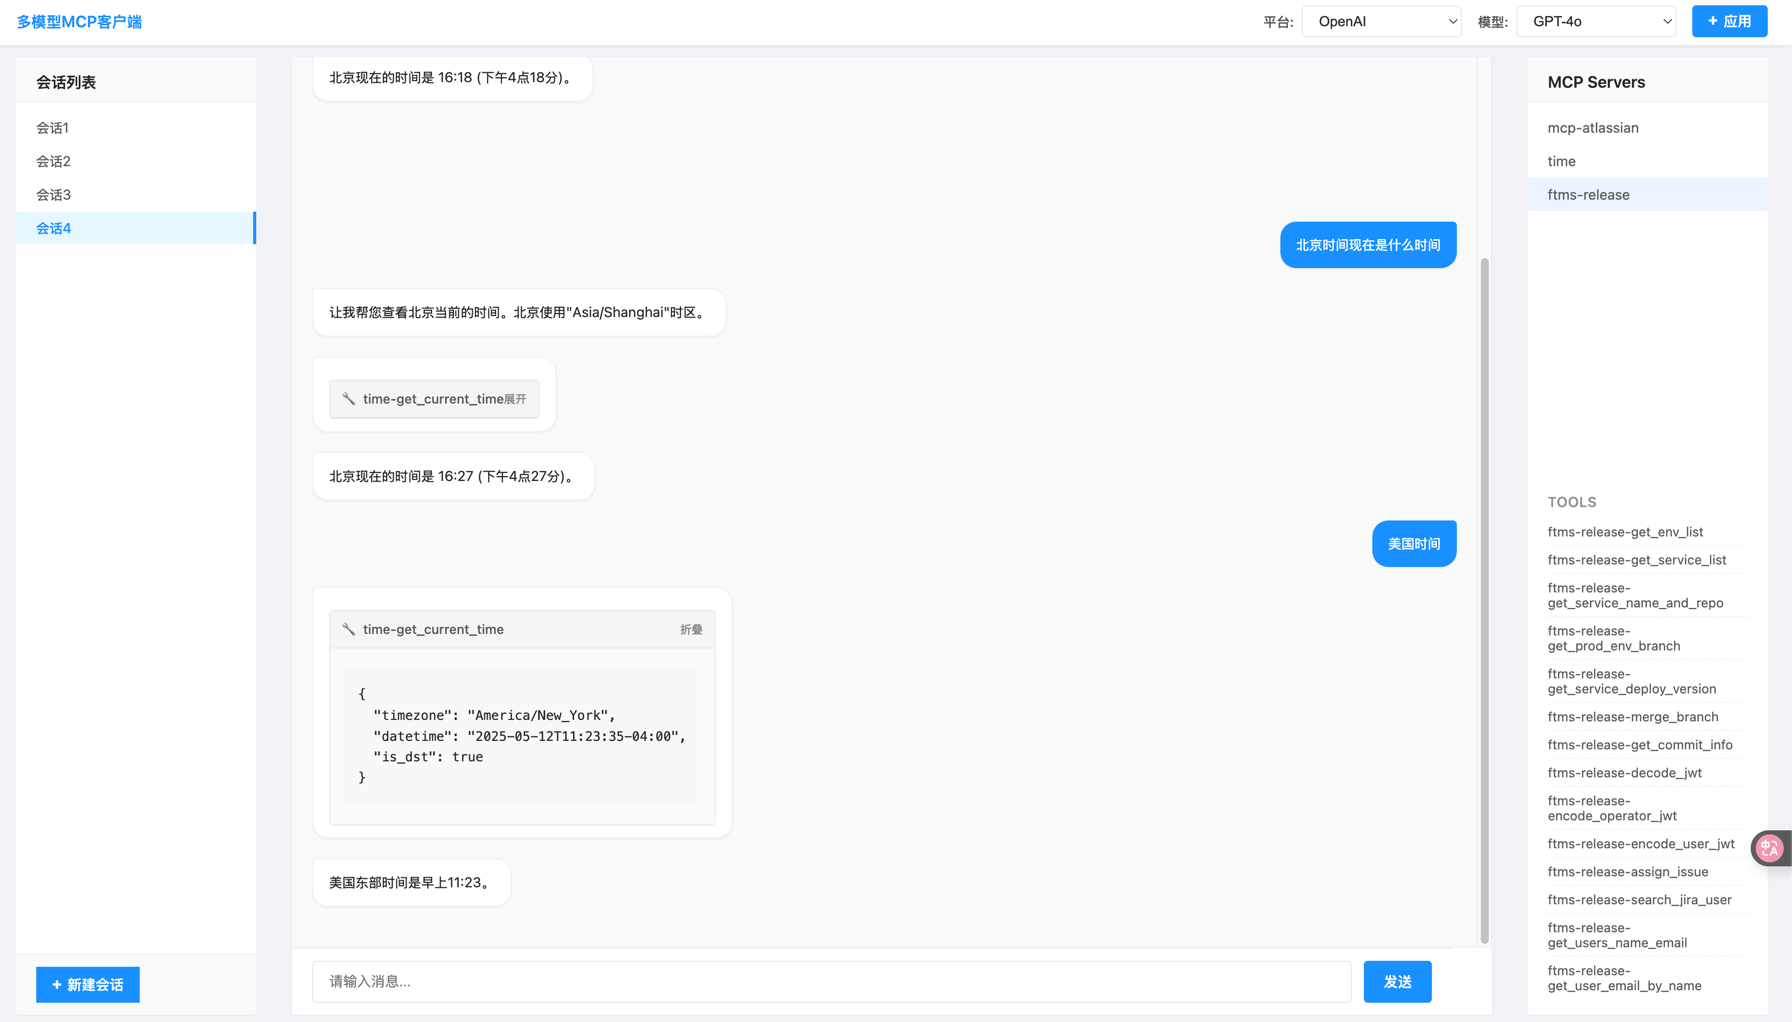 多模型MCP客户端
平台: OpenAI 模型: GPT-4o + 应用
会话列表
会话1
会话2
会话3
会话4
+ 新建会话
北京现在的时间是 16:18 (下午4点18分)。
北京时间现在是什么时间
让我帮您查看北京当前的时间。北京使用"Asia/Shanghai"时区。
time-get_current_time展开
北京现在的时间是 16:27 (下午4点27分)。
美国时间
time-get_current_time 折叠
{
"timezone": "America/New_York",
"datetime": "2025-05-12T11:23:35-04:00",
"is_dst": true
}
美国东部时间是早上11:23。
请输入消息...
发送
MCP Servers
mcp-atlassian
time
ftms-release
TOOLS
ftms-release-get_env_list
ftms-release-get_service_list
ftms-release-
get_service_name_and_repo
ftms-release-
get_prod_env_branch
ftms-release-
get_service_deploy_version
ftms-release-merge_branch
ftms-release-get_commit_info
ftms-release-decode_jwt
ftms-release-
encode_operator_jwt
ftms-release-encode_user_jwt
ftms-release-assign_issue
ftms-release-search_jira_user
ftms-release-
get_users_name_email
ftms-release-
get_user_email_by_name
中A